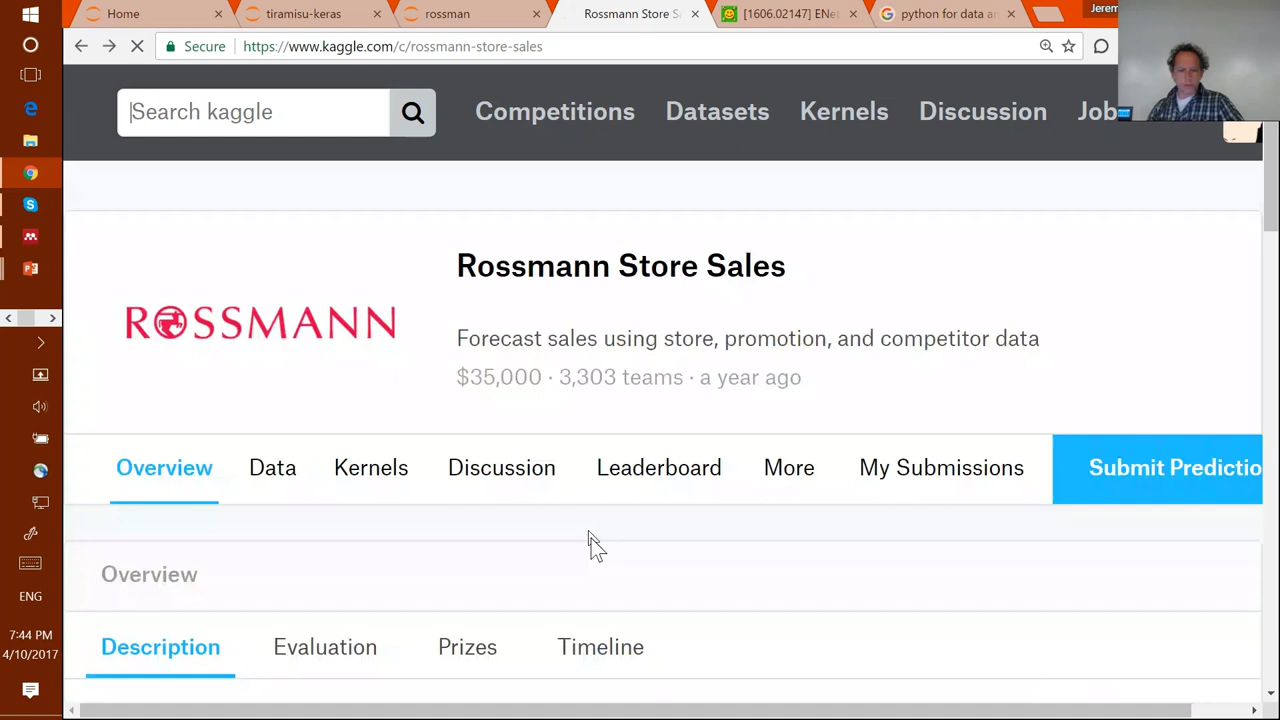 Home
tiramisu-keras
rossman
Rossmann Store S
[1606.02147] ENet
python for data an
Jerem
Secure
https://www.kaggle.com/c/rossmann-store-sales
Search kaggle
Competitions
Datasets
Kernels
Discussion
Job
ROSSMANN
Rossmann Store Sales
Forecast sales using store, promotion, and competitor data
$35,000 · 3,303 teams · a year ago
Overview
Data
Kernels
Discussion
Leaderboard
More
My Submissions
Submit Predictio
Overview
Description
Evaluation
Prizes
Timeline
ENG
7:44 PM
4/10/2017